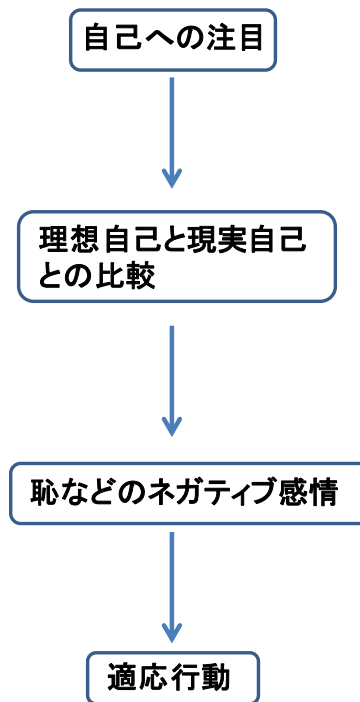 自己への注目
理想自己と現実自己
との比較
恥などのネガティブ感情
適応行動